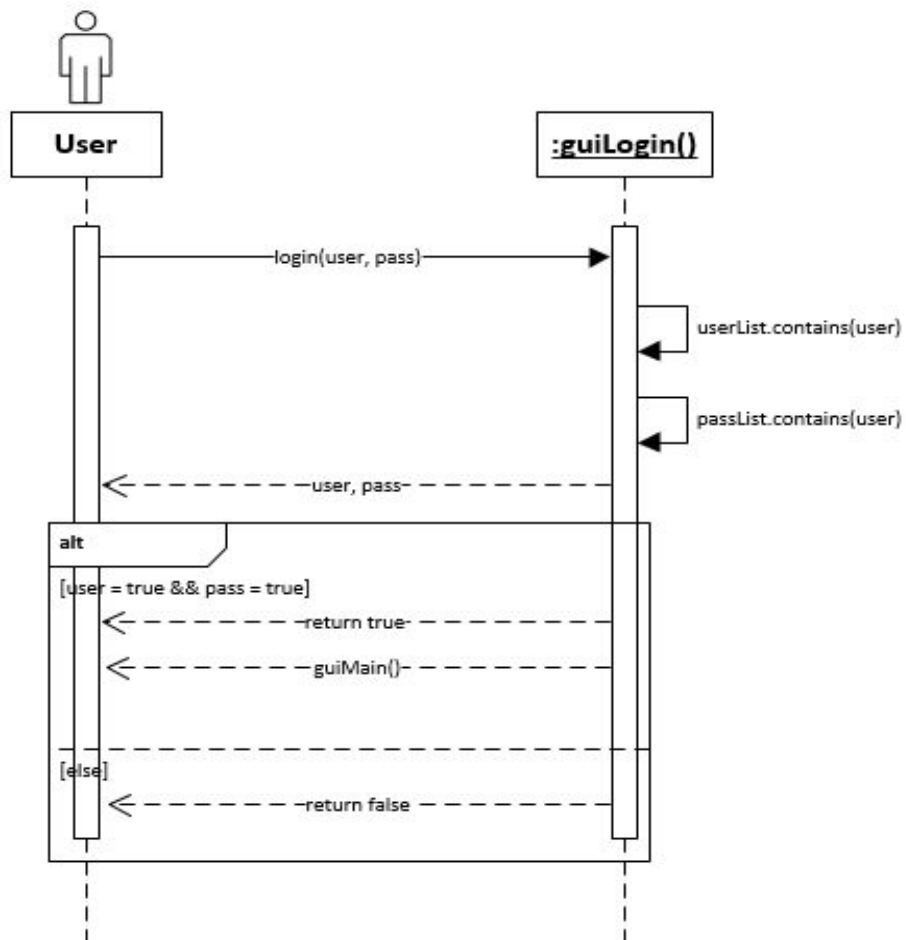 User
:guiLogin()
login(user, pass)
userList.contains(user)
passList.contains(user)
user, pass
alt
[user = true && pass = true]
return true
guiMain()
[else]
return false